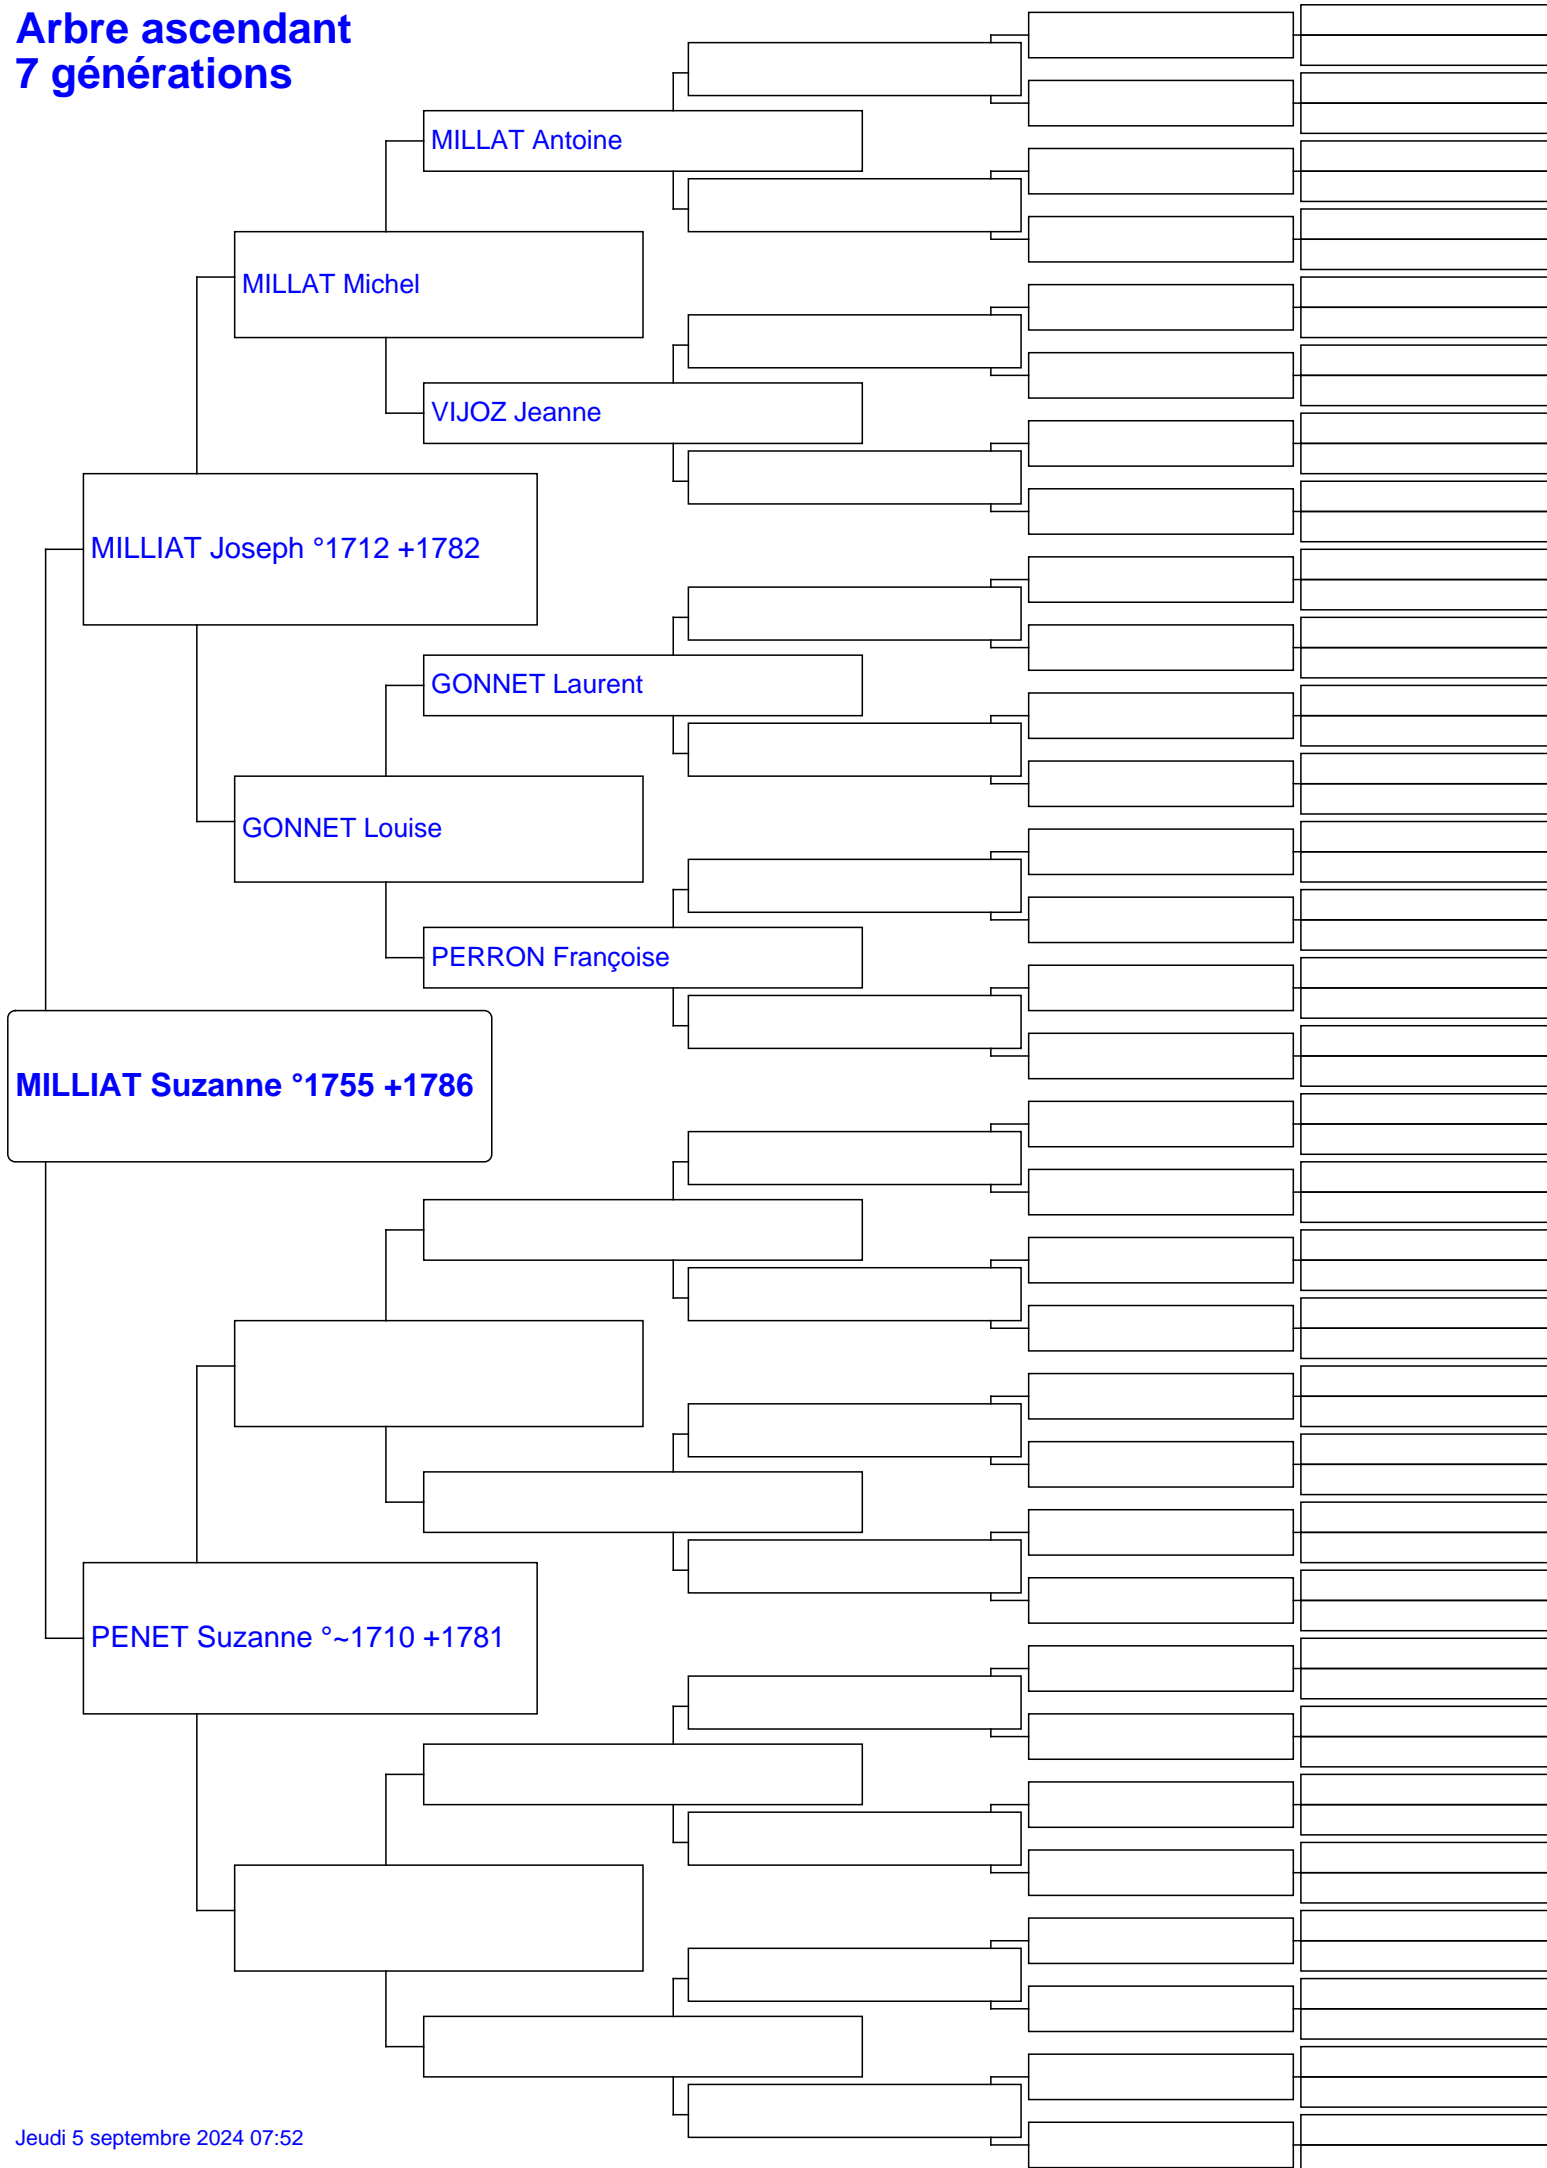 Arbre ascendant
7 générations
MILLAT Antoine
MILLAT Michel
VIJOZ Jeanne
MILLIAT Joseph °1712 +1782
GONNET Laurent
GONNET Louise
PERRON Françoise
MILLIAT Suzanne °1755 +1786
PENET Suzanne °~1710 +1781
Jeudi 5 septembre 2024 07:52